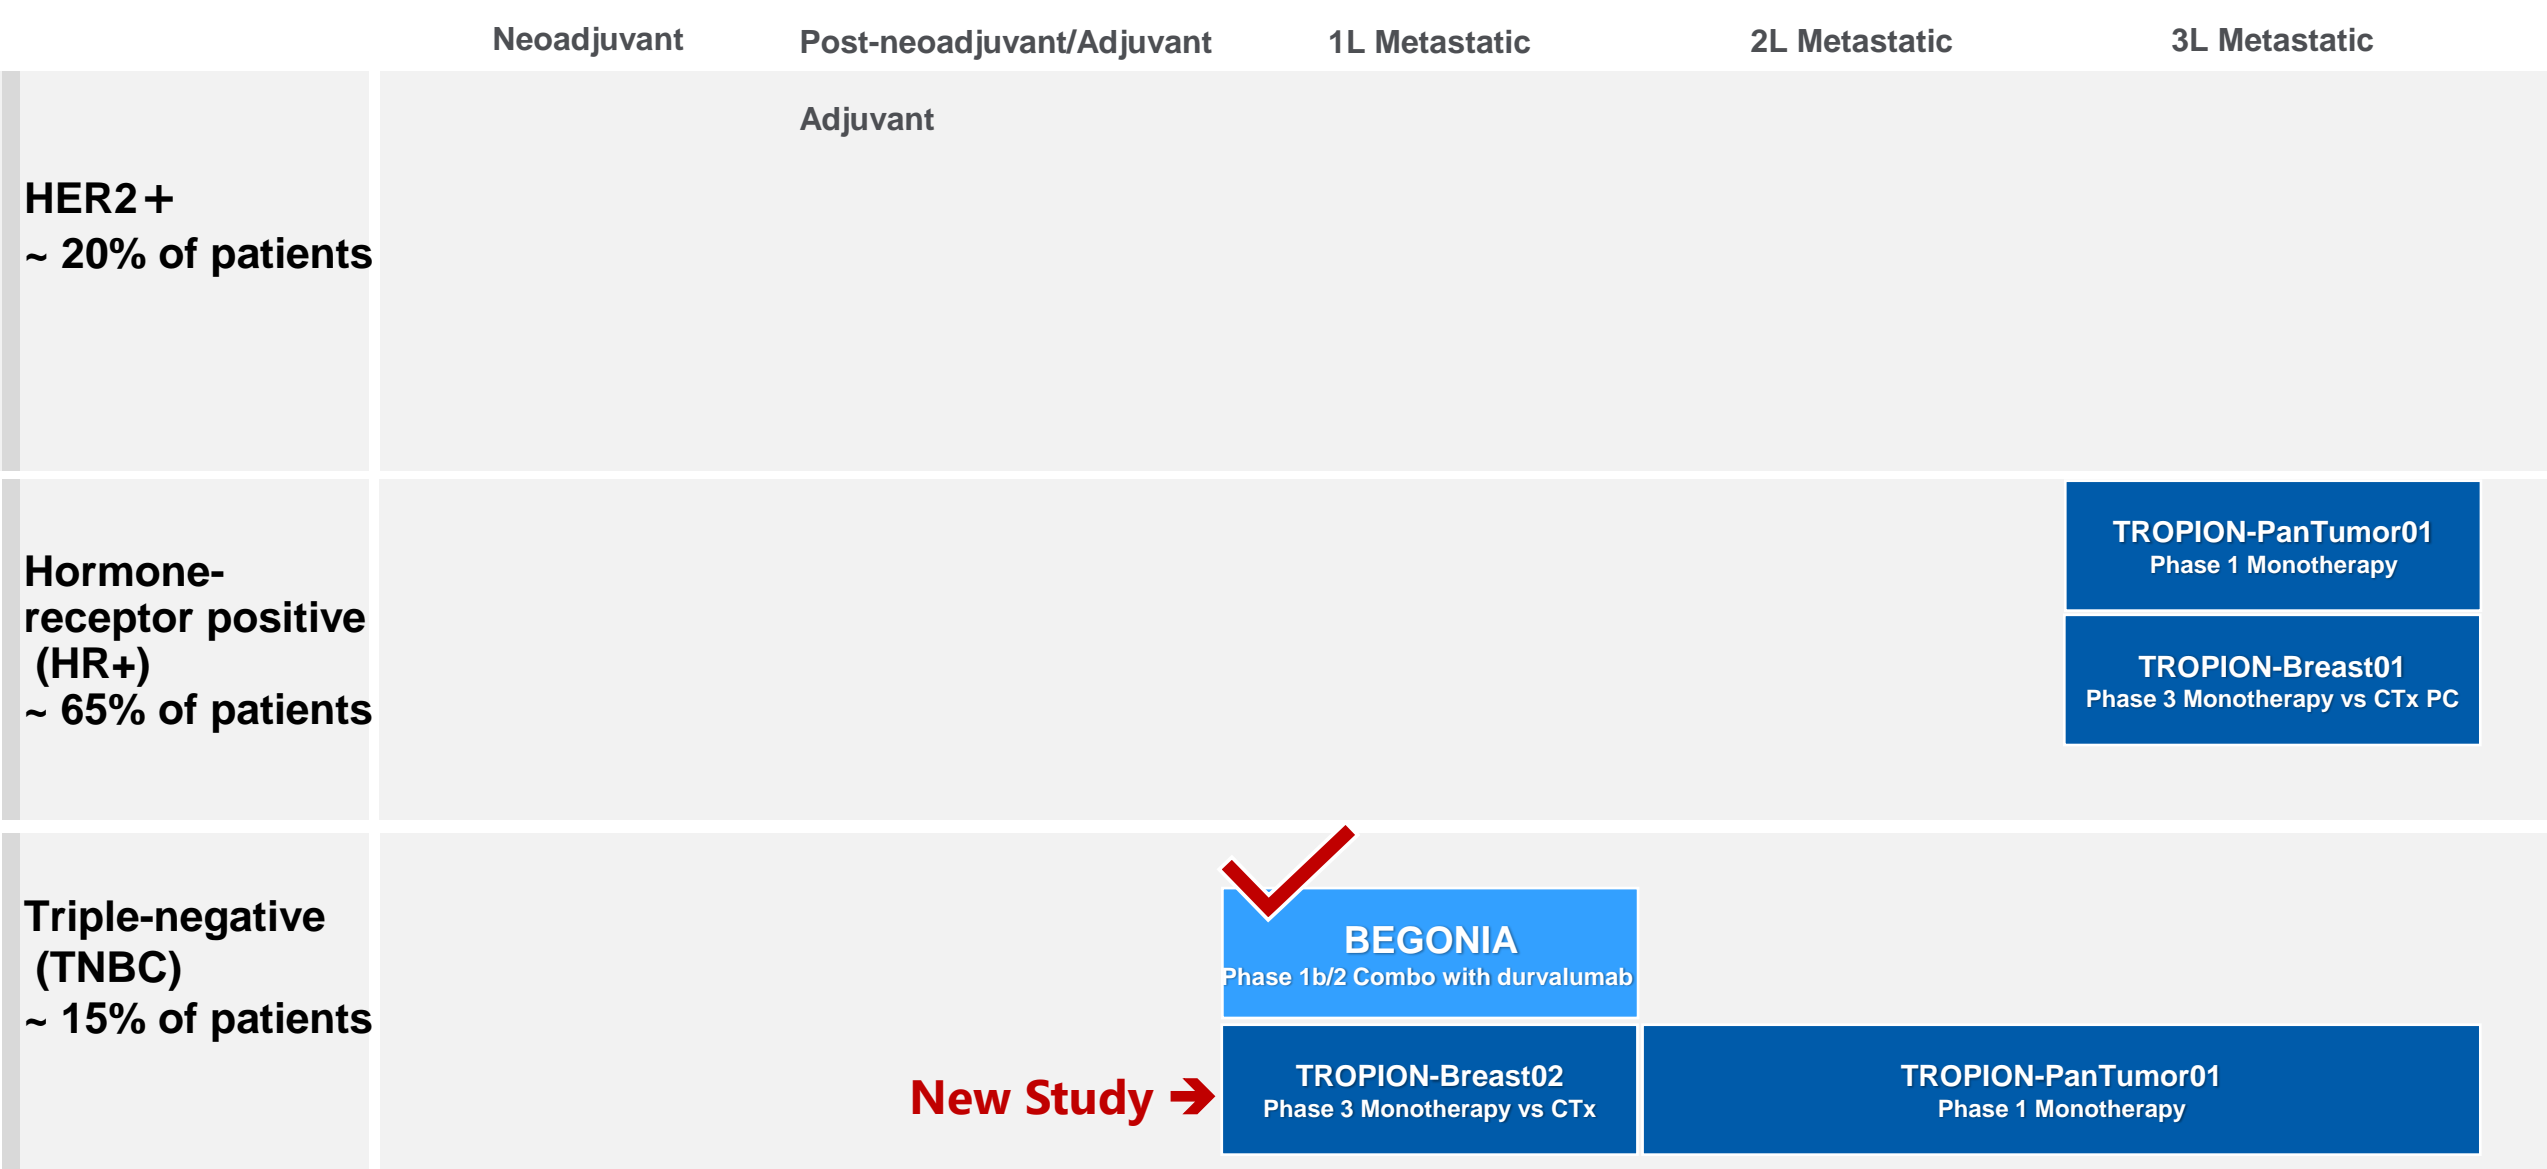 Neoadjuvant
Post-neoadjuvant/Adjuvant
1L Metastatic
2L Metastatic
3L Metastatic
Adjuvant
HER2＋
~ 20% of patients
Hormone-
receptor positive
(HR+)
~ 65% of patients
TROPION-PanTumor01
Phase 1 Monotherapy
TROPION-Breast01
Phase 3 Monotherapy vs CTx PC
Triple-negative
(TNBC)
~ 15% of patients
BEGONIA
Phase 1b/2 Combo with durvalumab
New Study ➔
TROPION-Breast02
Phase 3 Monotherapy vs CTx
TROPION-PanTumor01
Phase 1 Monotherapy